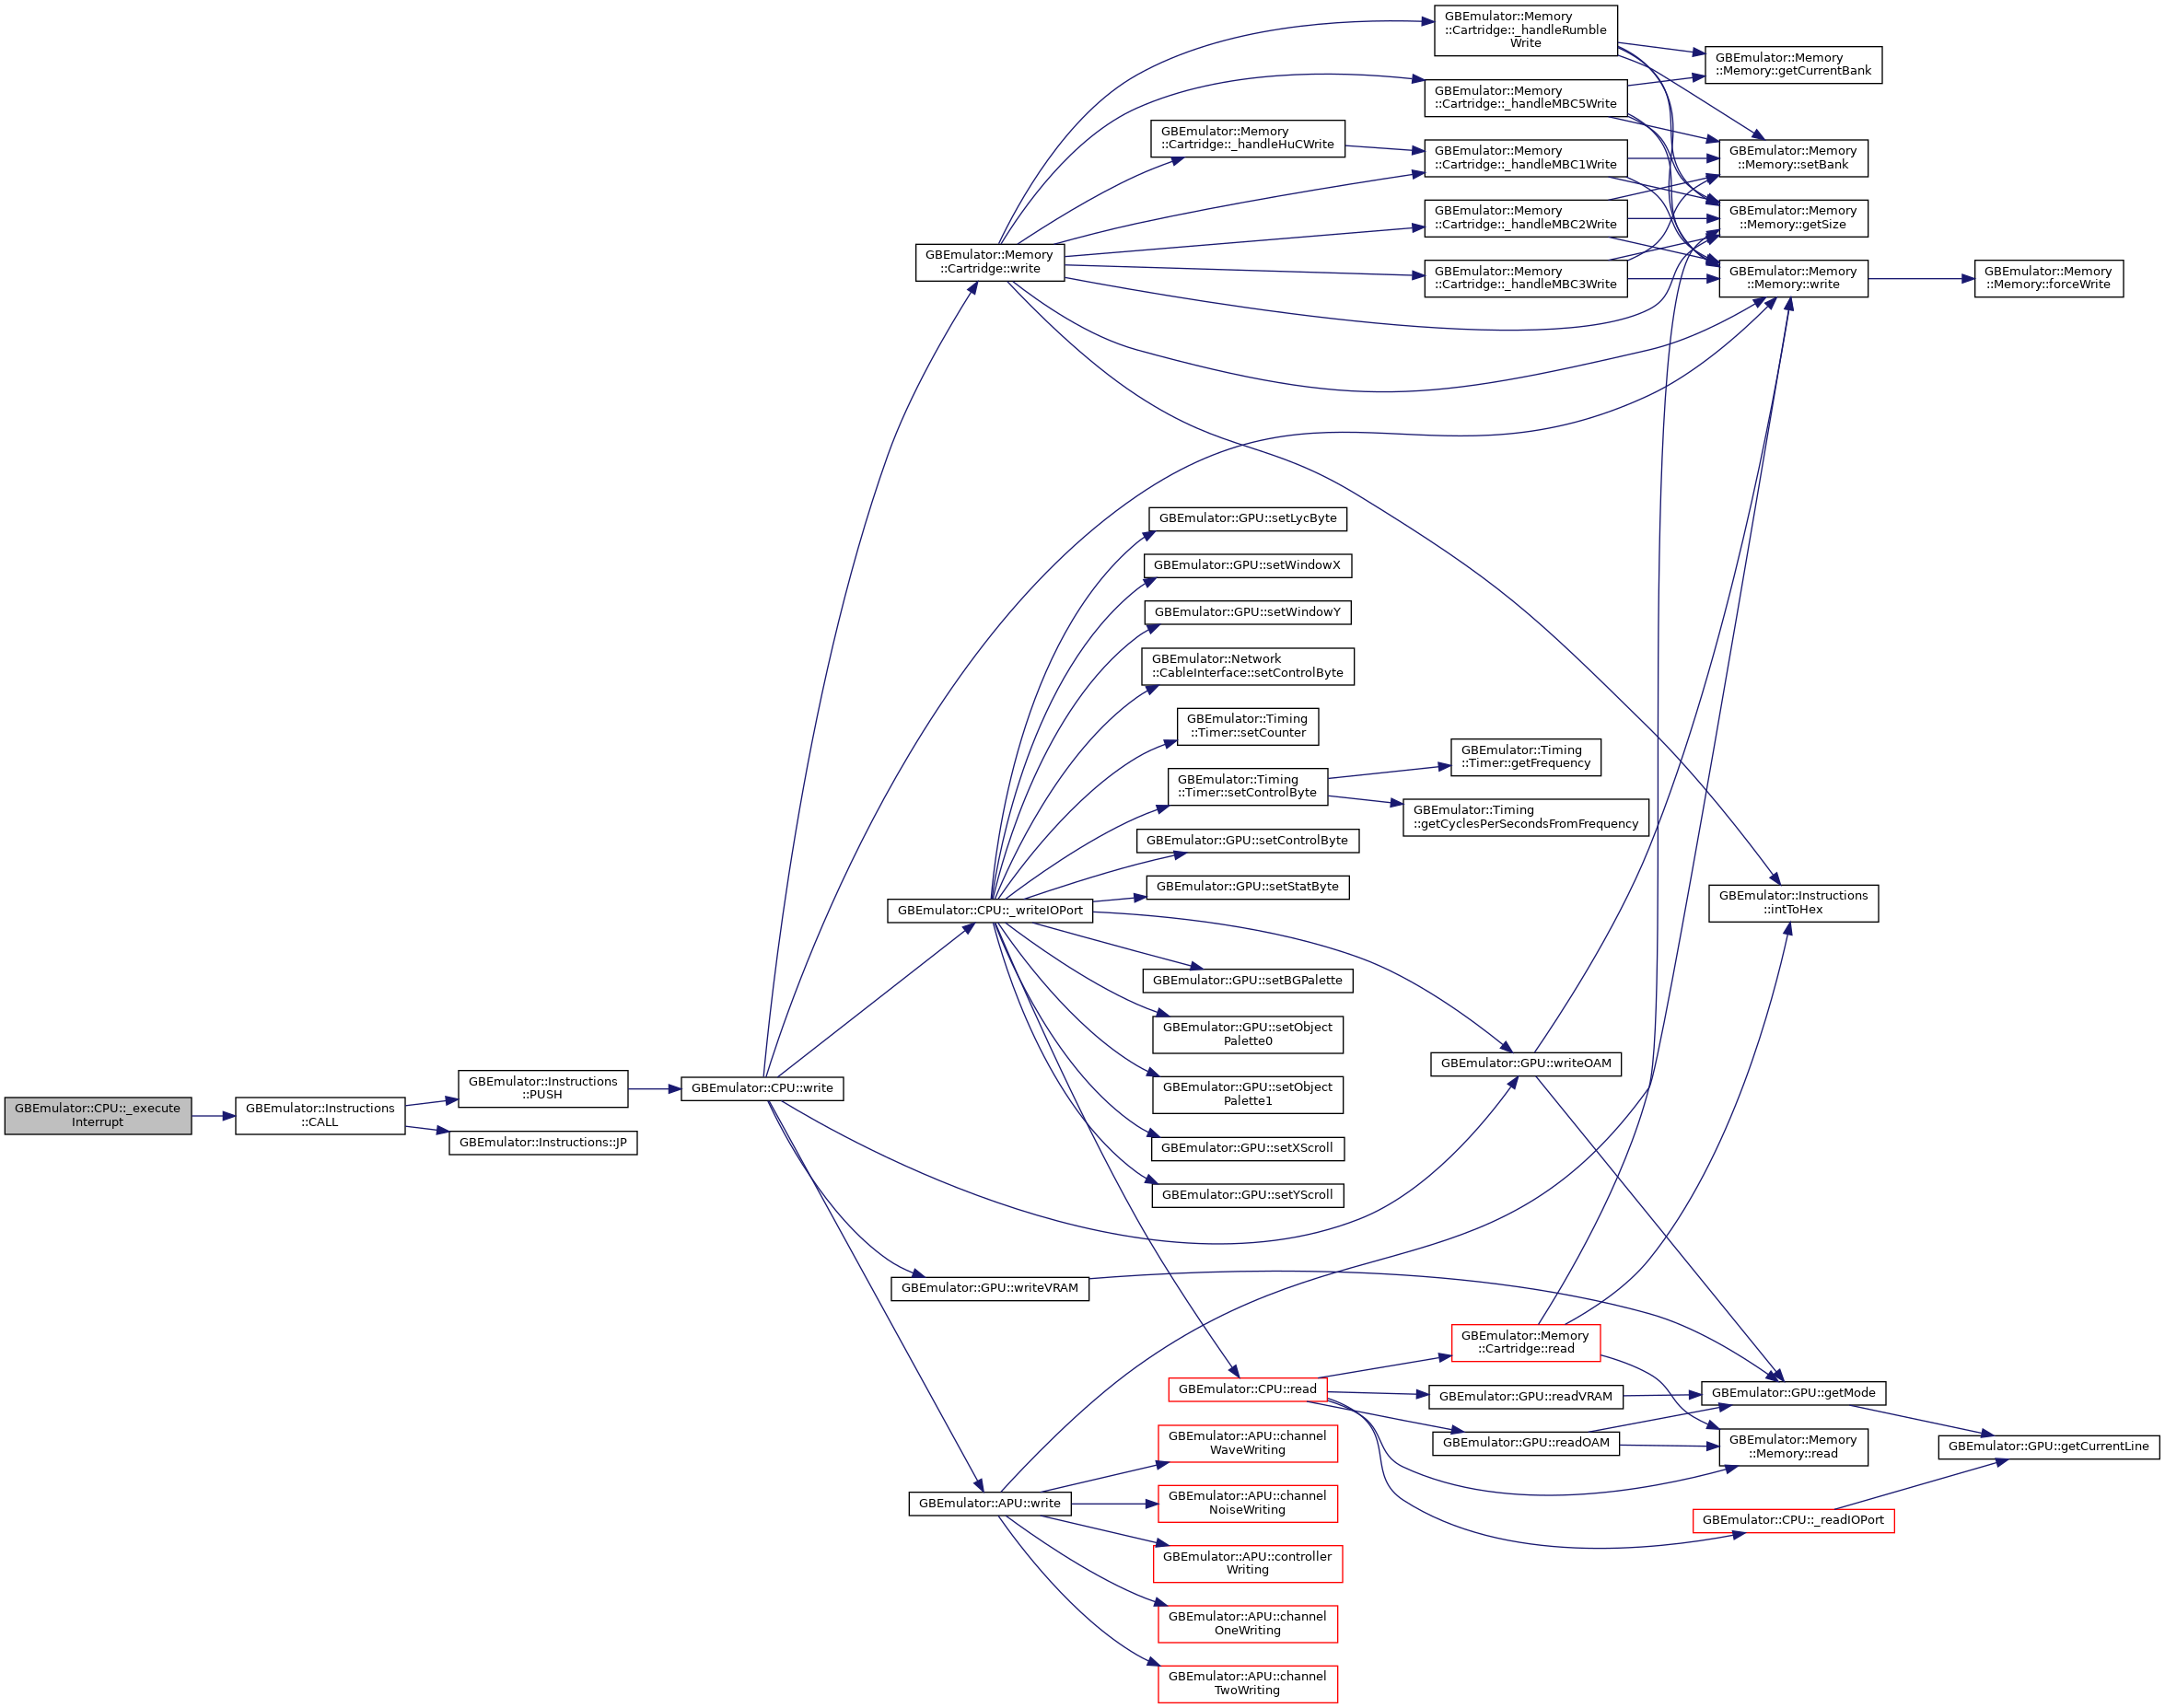 GBEmulator::CPU::_execute
Interrupt
GBEmulator::Instructions
::CALL
GBEmulator::Instructions
::PUSH
GBEmulator::Instructions::JP
GBEmulator::CPU::write
GBEmulator::Memory
::Cartridge::write
GBEmulator::CPU::_writeIOPort
GBEmulator::GPU::writeVRAM
GBEmulator::APU::write
GBEmulator::Memory
::Cartridge::_handleHuCWrite
GBEmulator::GPU::setLycByte
GBEmulator::GPU::setWindowX
GBEmulator::GPU::setWindowY
GBEmulator::Network
::CableInterface::setControlByte
GBEmulator::Timing
::Timer::setCounter
GBEmulator::Timing
::Timer::setControlByte
GBEmulator::GPU::setControlByte
GBEmulator::GPU::setStatByte
GBEmulator::GPU::setBGPalette
GBEmulator::GPU::setObject
Palette0
GBEmulator::GPU::setObject
Palette1
GBEmulator::GPU::setXScroll
GBEmulator::GPU::setYScroll
GBEmulator::CPU::read
GBEmulator::APU::channel
WaveWriting
GBEmulator::APU::channel
NoiseWriting
GBEmulator::APU::controller
Writing
GBEmulator::APU::channel
OneWriting
GBEmulator::APU::channel
TwoWriting
GBEmulator::Memory
::Cartridge::_handleRumble
Write
GBEmulator::Memory
::Cartridge::_handleMBC5Write
GBEmulator::Memory
::Cartridge::_handleMBC1Write
GBEmulator::Memory
::Cartridge::_handleMBC2Write
GBEmulator::Memory
::Cartridge::_handleMBC3Write
GBEmulator::Timing
::Timer::getFrequency
GBEmulator::Timing
::getCyclesPerSecondsFromFrequency
GBEmulator::GPU::writeOAM
GBEmulator::Memory
::Cartridge::read
GBEmulator::GPU::readVRAM
GBEmulator::GPU::readOAM
GBEmulator::Memory
::Memory::getCurrentBank
GBEmulator::Memory
::Memory::setBank
GBEmulator::Memory
::Memory::getSize
GBEmulator::Memory
::Memory::write
GBEmulator::Instructions
::intToHex
GBEmulator::GPU::getMode
GBEmulator::Memory
::Memory::read
GBEmulator::CPU::_readIOPort
GBEmulator::Memory
::Memory::forceWrite
GBEmulator::GPU::getCurrentLine